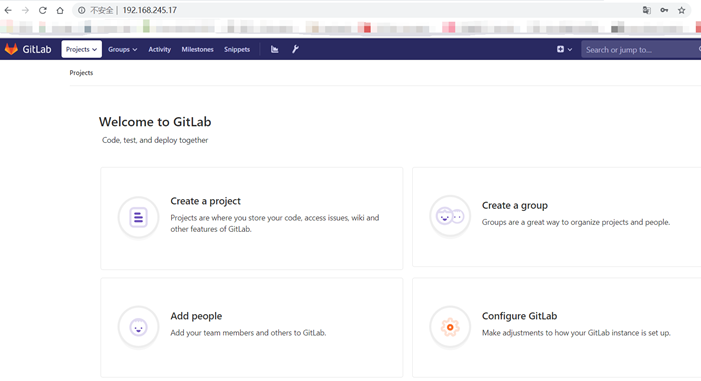 不安全 | 192.168.245.17
GitLab Projects Groups Activity Milestones Snippets Search or jump to...
Projects
Welcome to GitLab
Code, test, and deploy together
Create a project
Projects are where you store your code, access issues, wiki and
other features of GitLab.
Create a group
Groups are a great way to organize projects and people.
Add people
Add your team members and others to GitLab.
Configure GitLab
Make adjustments to how your GitLab instance is set up.